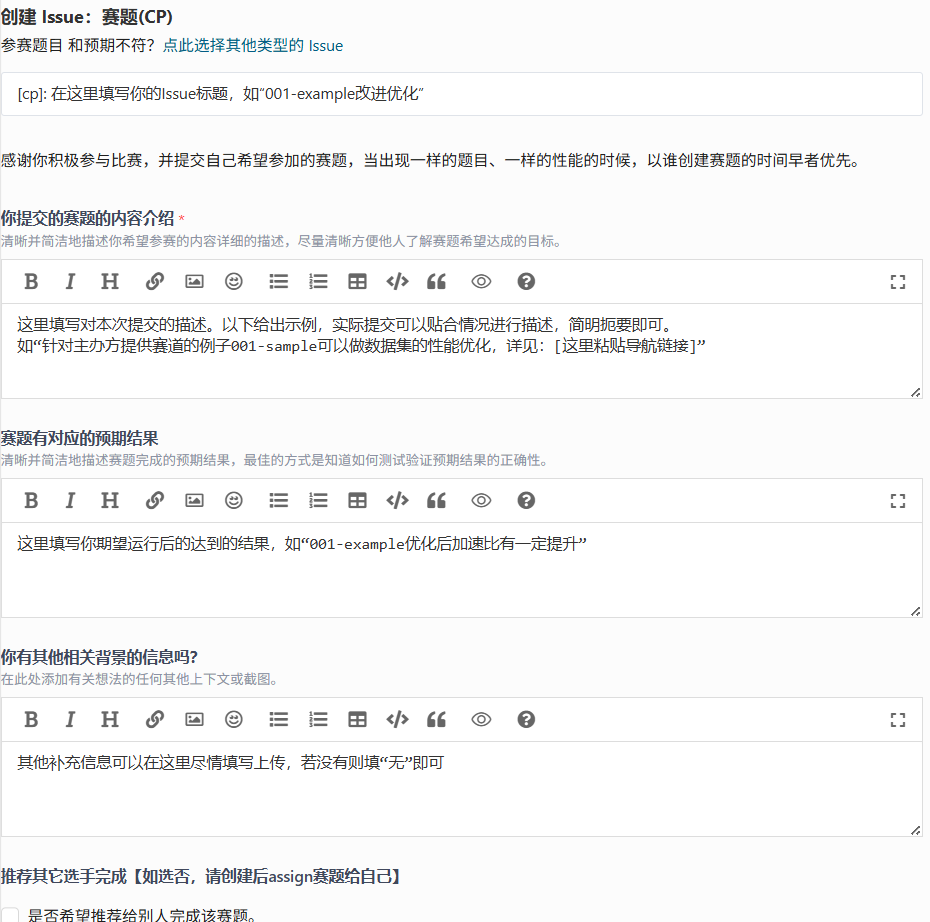 创建 Issue：赛题(CP)
参赛题目 和预期不符？ 点此选择其他类型的 Issue
[cp]: 在这里填写你的Issue标题，如“001-example改进优化”
感谢你积极参与比赛，并提交自己希望参加的赛题，当出现一样的题目、一样的性能的时候，以谁创建赛题的时间早者优先。
你提交的赛题的内容介绍 *
清晰并简洁地描述你希望参赛的内容详细的描述，尽量清晰方便他人了解赛题希望达成的目标。
这里填写对本次提交的描述。以下给出示例，实际提交可以贴合情况进行描述，简明扼要即可。
如“针对主办方提供赛道的例子001-sample可以做数据集的性能优化，详见：[这里粘贴导航链接]”
赛题有对应的预期结果
清晰并简洁地描述赛题完成的预期结果，最佳的方式是知道如何测试验证预期结果的正确性。
这里填写你期望运行后的达到的结果，如“001-example优化后加速比有一定提升”
你有其他相关背景的信息吗？
在此处添加有关想法的任何其他上下文或截图。
其他补充信息可以在这里尽情填写上传，若没有则填“无”即可
推荐其它选手完成【如选否，请创建后assign赛题给自己】
是否希望推荐给别人完成该赛题。